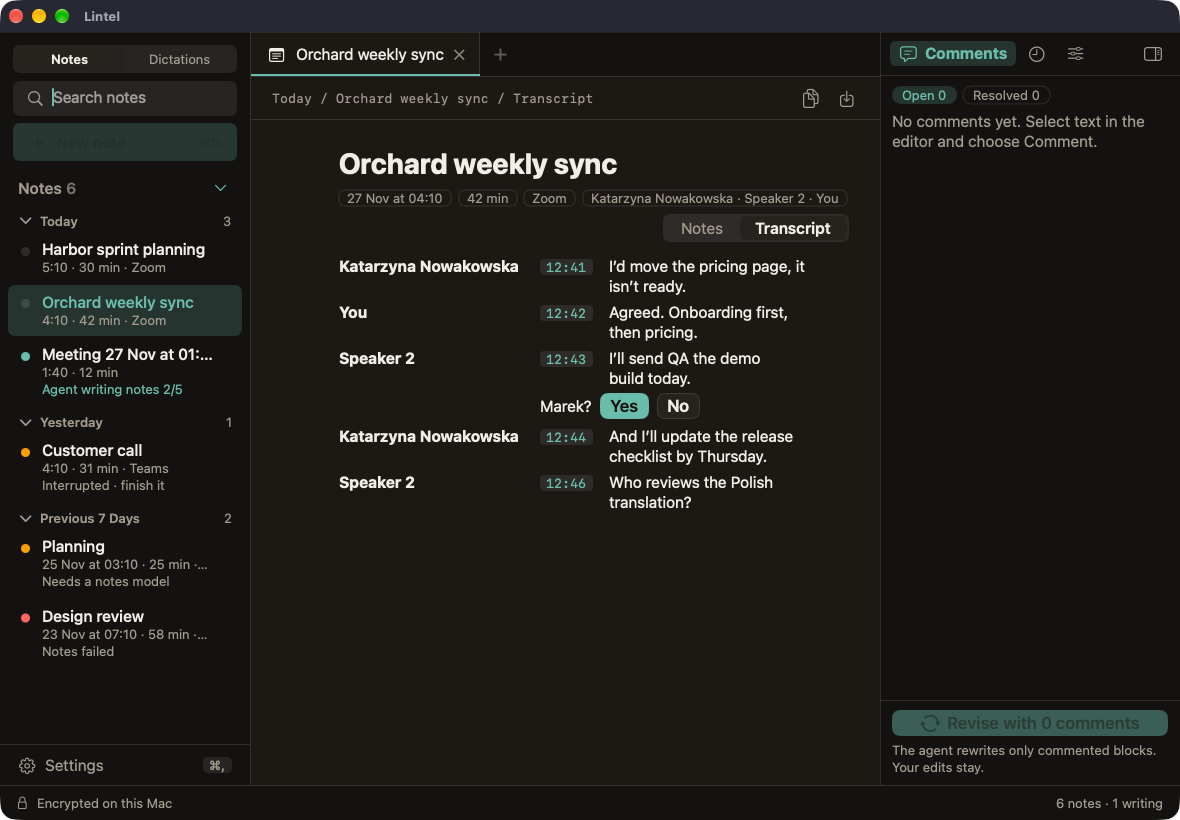 Lintel
Notes
Dictations
Search notes
New note ⌘N
Notes 6
Today 3
Harbor sprint planning
5:10 · 30 min · Zoom
Orchard weekly sync
4:10 · 42 min · Zoom
Meeting 27 Nov at 01:...
1:40 · 12 min
Agent writing notes 2/5
Yesterday 1
Customer call
4:10 · 31 min · Teams
Interrupted · finish it
Previous 7 Days 2
Planning
25 Nov at 03:10 · 25 min ·...
Needs a notes model
Design review
23 Nov at 07:10 · 58 min ·...
Notes failed
Settings ⌘,
Orchard weekly sync
Today / Orchard weekly sync / Transcript
Orchard weekly sync
27 Nov at 04:10 42 min Zoom Katarzyna Nowakowska · Speaker 2 · You
Notes Transcript
Katarzyna Nowakowska 12:41 I’d move the pricing page, it
isn’t ready.
You 12:42 Agreed. Onboarding first,
then pricing.
Speaker 2 12:43 I’ll send QA the demo
build today.
Marek? Yes No
Katarzyna Nowakowska 12:44 And I’ll update the release
checklist by Thursday.
Speaker 2 12:46 Who reviews the Polish
translation?
Comments
Open 0 Resolved 0
No comments yet. Select text in the
editor and choose Comment.
Revise with 0 comments
The agent rewrites only commented blocks.
Your edits stay.
Encrypted on this Mac
6 notes · 1 writing